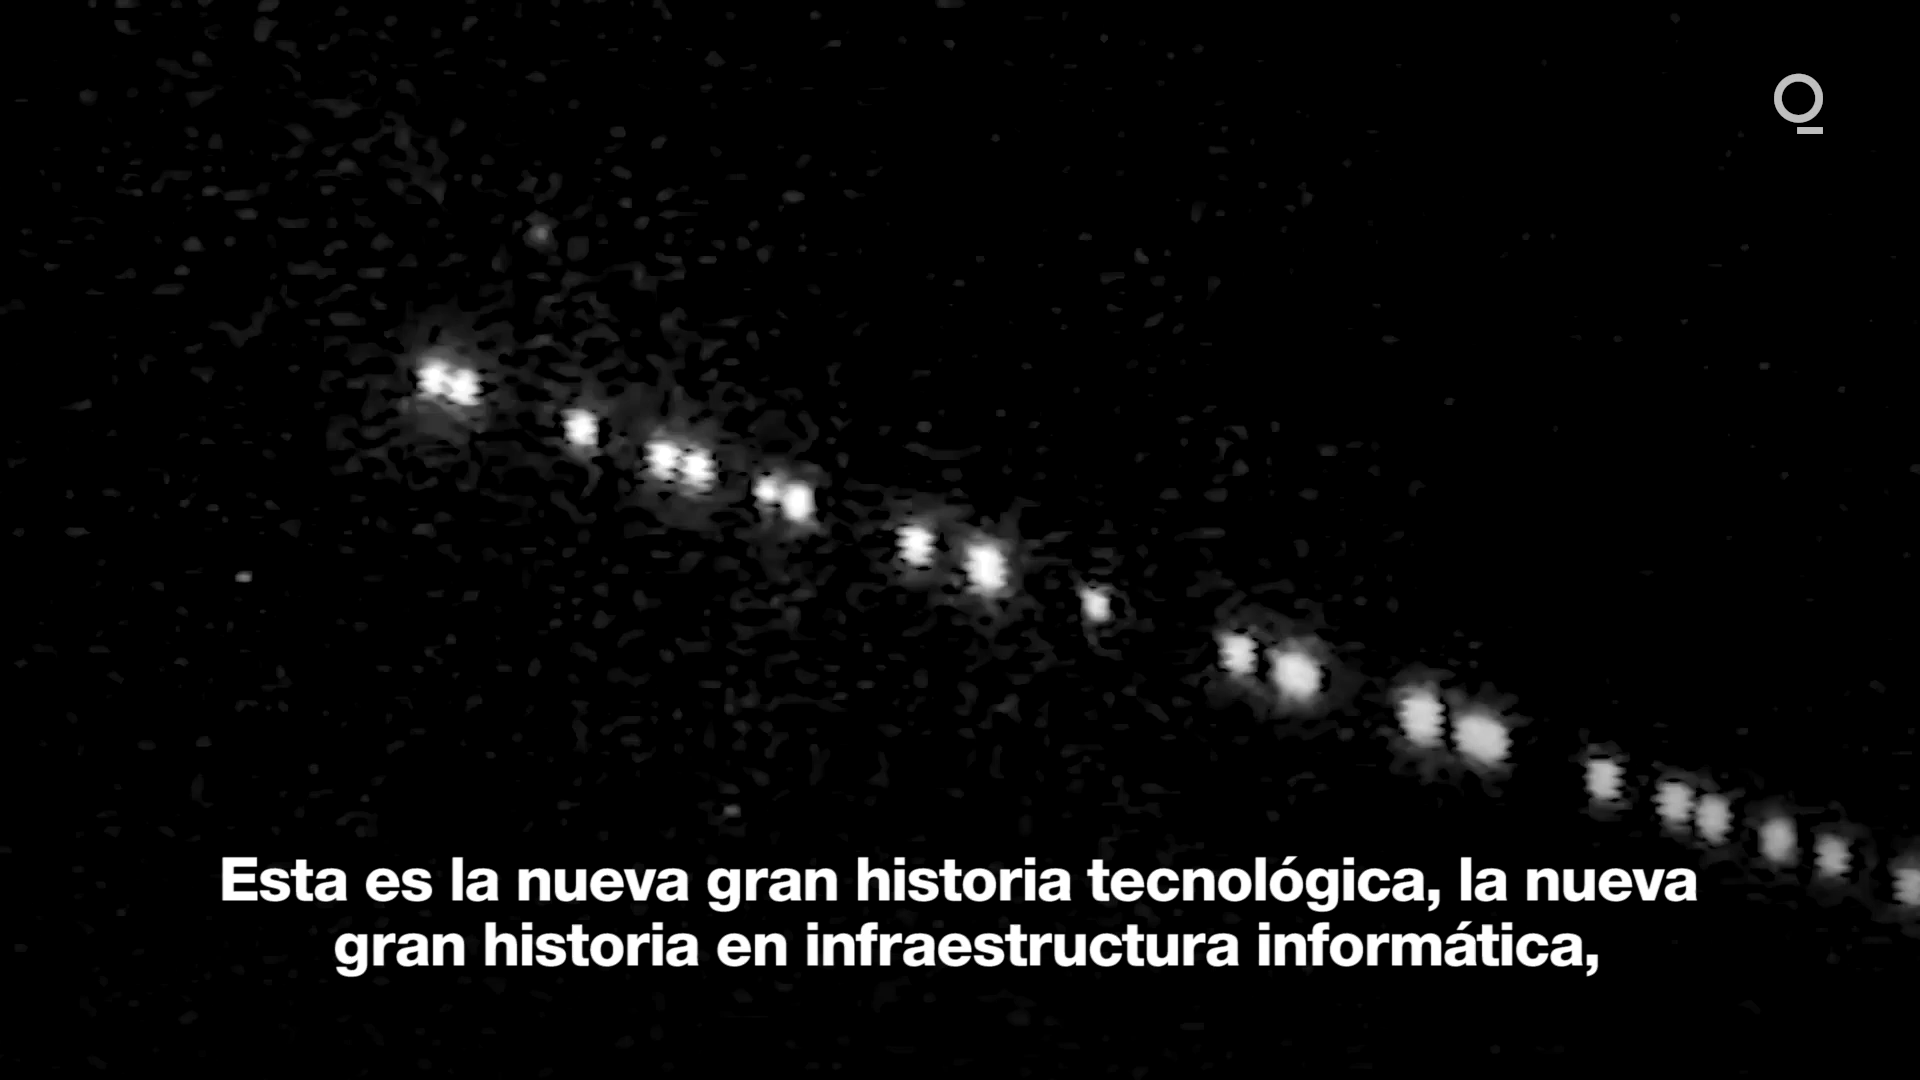 Esta es la nueva gran historia tecnológica, la nueva
gran historia en infraestructura informática,